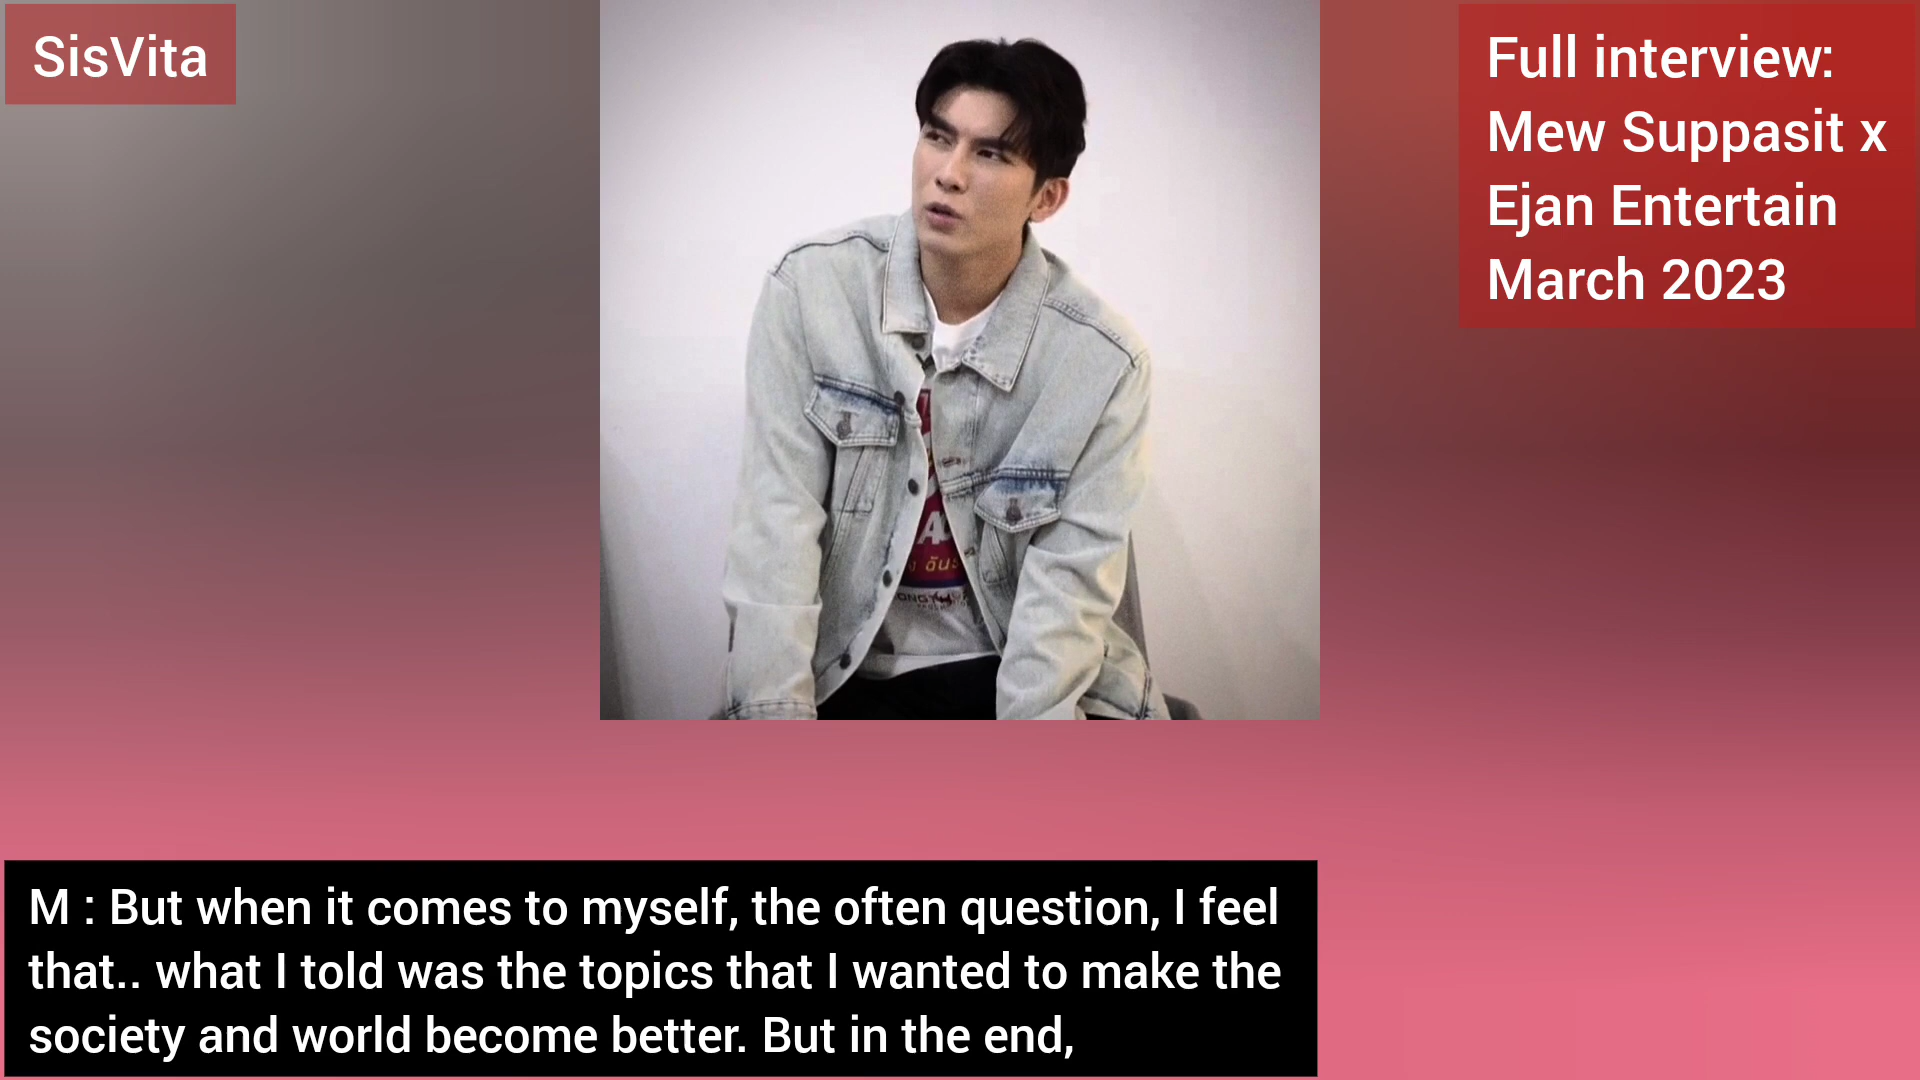 SisVita
Full interview:
Mew Suppasit x
Ejan Entertain
March 2023
M : But when it comes to myself, the often question, I feel
that.. what I told was the topics that I wanted to make the
society and world become better. But in the end,